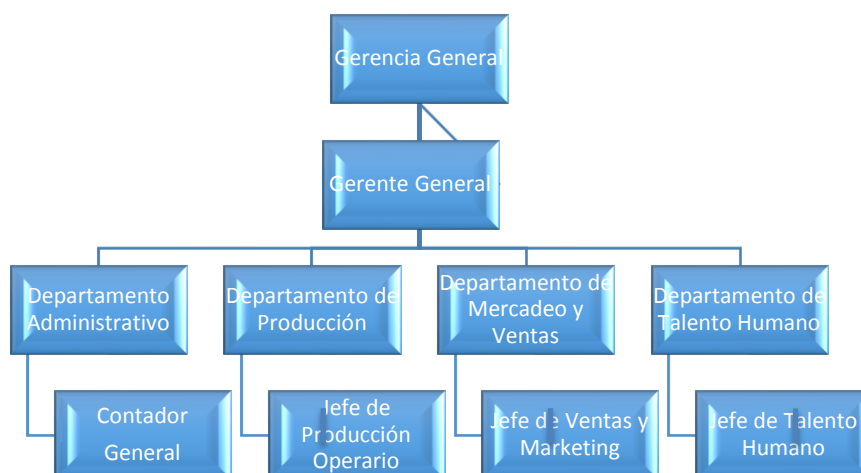 Gerencia General
Gerente General
Departamento
Administrativo
Departamento de
Producción
Departamento de
Mercadeo y
Ventas
Departamento de
Talento Humano
Contador
General
Jefe de
Producción
Operario
Jefe de Ventas y
Marketing
Jefe de Talento
Humano